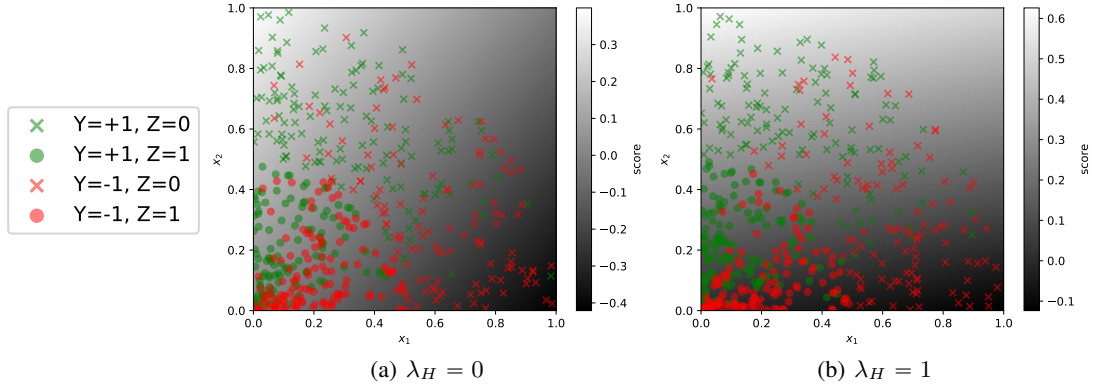 Y=+1, Z=0
Y=+1, Z=1
Y=-1, Z=0
Y=-1, Z=1
1.0
0.8
0.6
0.4
0.2
0.0
x₂
0.0 0.2 0.4 0.6 0.8 1.0
x₁
0.3
0.2
0.1
0.0
−0.1
−0.2
−0.3
−0.4
score
(a) λ_H = 0
1.0
0.8
0.6
0.4
0.2
0.0
x₂
0.0 0.2 0.4 0.6 0.8 1.0
x₁
0.6
0.5
0.4
0.3
0.2
0.1
0.0
−0.1
score
(b) λ_H = 1